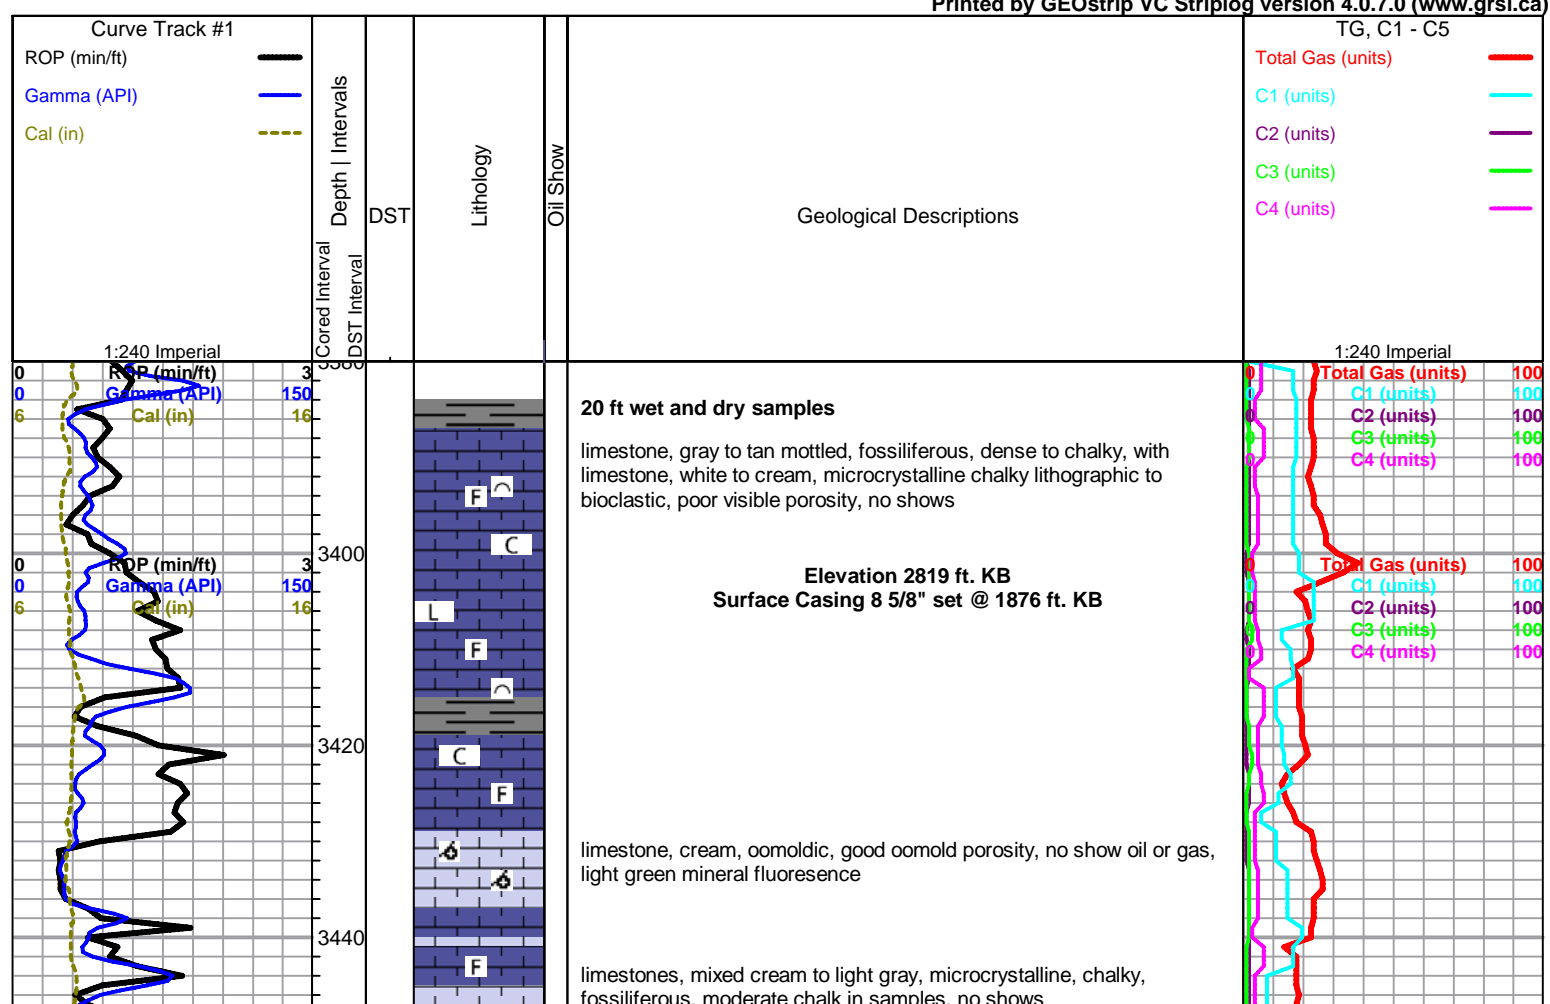 Printed by GEOstrip VC Striplog version 4.0.7.0 (www.grsi.ca)
Curve Track #1
ROP (min/ft)
Gamma (API)
Cal (in)
1:240 Imperial
Cored Interval
Depth | Intervals
DST Interval
DST
Lithology
Oil Show
Geological Descriptions
TG, C1 - C5
Total Gas (units)
C1 (units)
C2 (units)
C3 (units)
C4 (units)
1:240 Imperial
0 ROP (min/ft) 3
0 Gamma (API) 150
6 Cal (in) 16
3380
0 Total Gas (units) 100
0 C1 (units) 100
0 C2 (units) 100
0 C3 (units) 100
0 C4 (units) 100
20 ft wet and dry samples
limestone, gray to tan mottled, fossiliferous, dense to chalky, with
limestone, white to cream, microcrystalline chalky lithographic to
bioclastic, poor visible porosity, no shows
F
C
3400
0 ROP (min/ft) 3
0 Gamma (API) 150
6 Cal (in) 16
0 Total Gas (units) 100
0 C1 (units) 100
0 C2 (units) 100
0 C3 (units) 100
0 C4 (units) 100
Elevation 2819 ft. KB
Surface Casing 8 5/8" set @ 1876 ft. KB
L
F
3420
C
F
limestone, cream, oomoldic, good oomold porosity, no show oil or gas,
light green mineral fluoresence
3440
F
limestones, mixed cream to light gray, microcrystalline, chalky,
fossiliferous, moderate chalk in samples, no shows